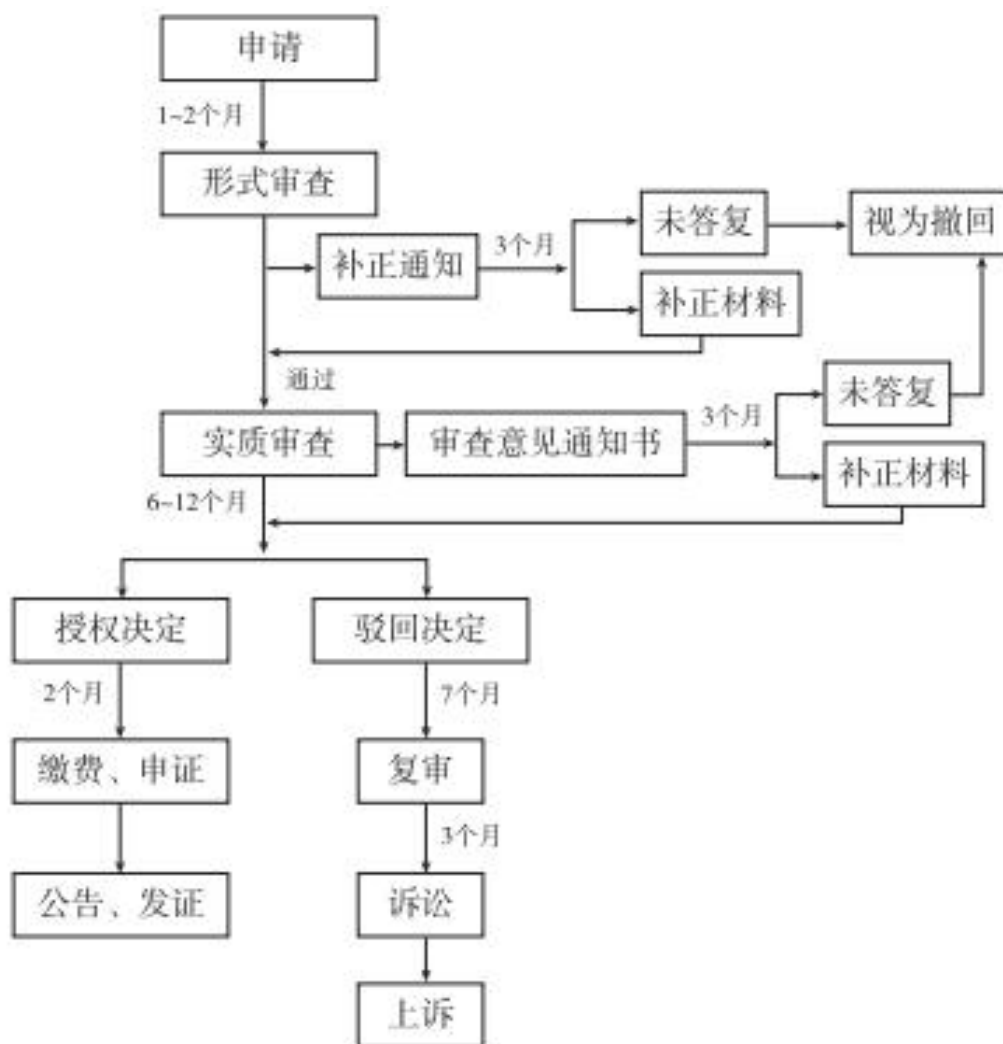 申请
1~2个月
形式审查
补正通知
3个月
未答复
视为撤回
补正材料
通过
实质审查
审查意见通知书
3个月
未答复
补正材料
6~12个月
授权决定
驳回决定
2个月
7个月
缴费、申证
复审
3个月
公告、发证
诉讼
上诉